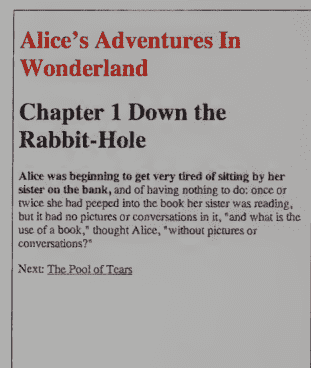 Alice's Adventures In
Wonderland
Chapter 1 Down the
Rabbit-Hole
Alice was beginning to get very tired of sitting by her
sister on the bank, and of having nothing to do: once or
twice she had peeped into the book her sister was reading,
but it had no pictures or conversations in it, "and what is the
use of a book," thought Alice, "without pictures or
conversations?"
Next: The Pool of Tears